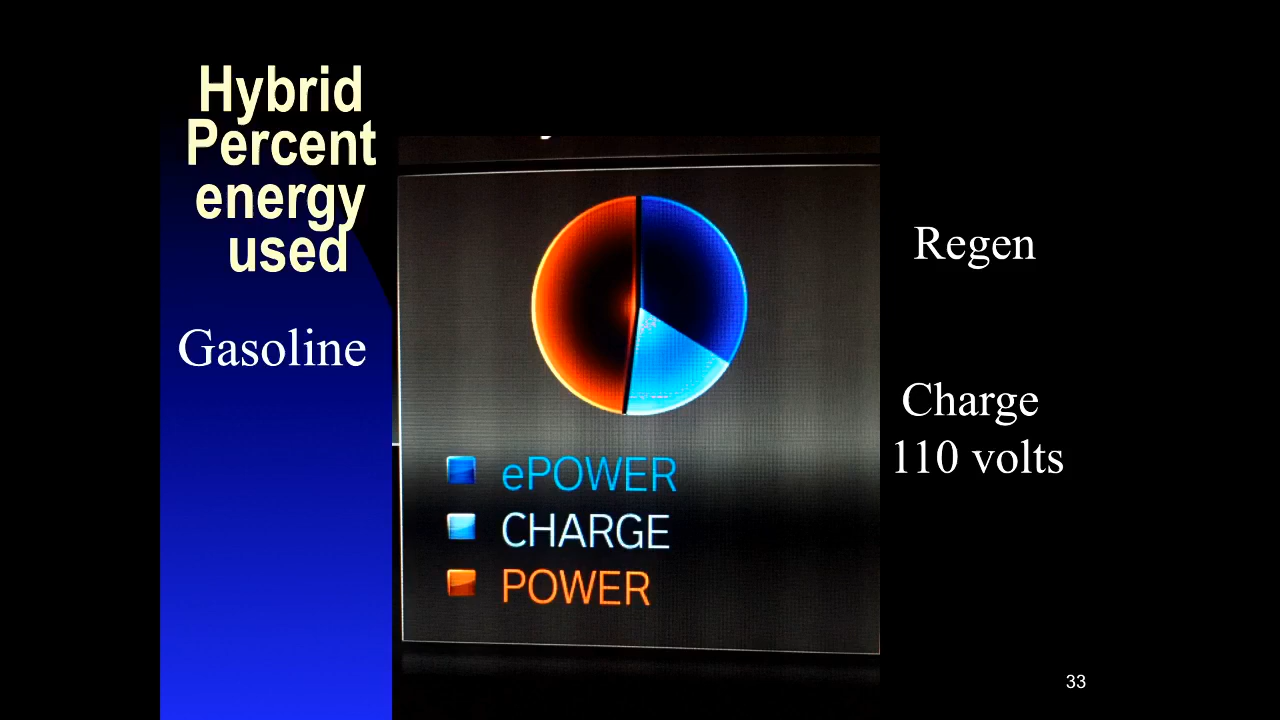 Hybrid
Percent
energy
used
Gasoline
Regen
Charge
110 volts
ePOWER
CHARGE
POWER
33